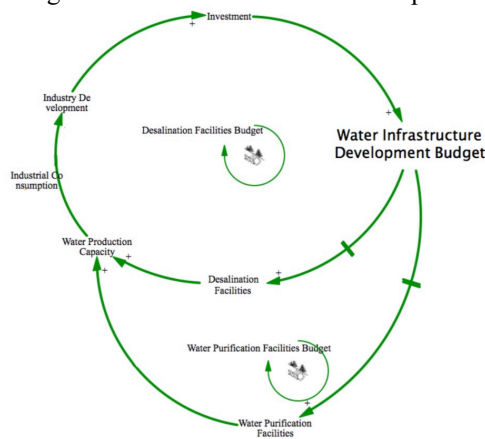 Investment
+
Industry De
velopment
+
Desalination Facilities Budget
Water Infrastructure
Development Budget
Industrial Co
nsumption
Water Production
Capacity
+
+
Desalination
Facilities
+
Water Purification Facilities Budget
+
Water Purification
Facilities